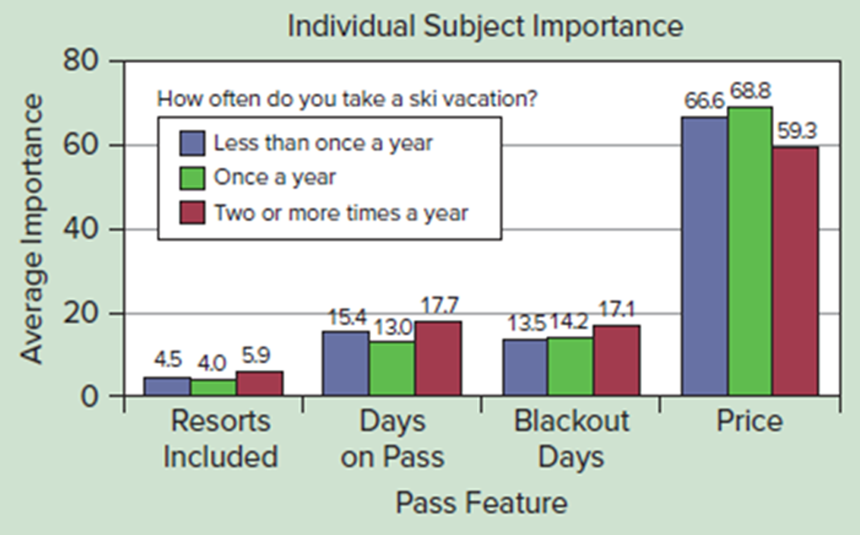 Individual Subject Importance
Average Importance
80
60
40
20
0
How often do you take a ski vacation?
Less than once a year
Once a year
Two or more times a year
4.5 4.0 5.9
15.4 13.0 17.7
13.5 14.2 17.1
66.6 68.8 59.3
Resorts
Included
Days
on Pass
Blackout
Days
Price
Pass Feature